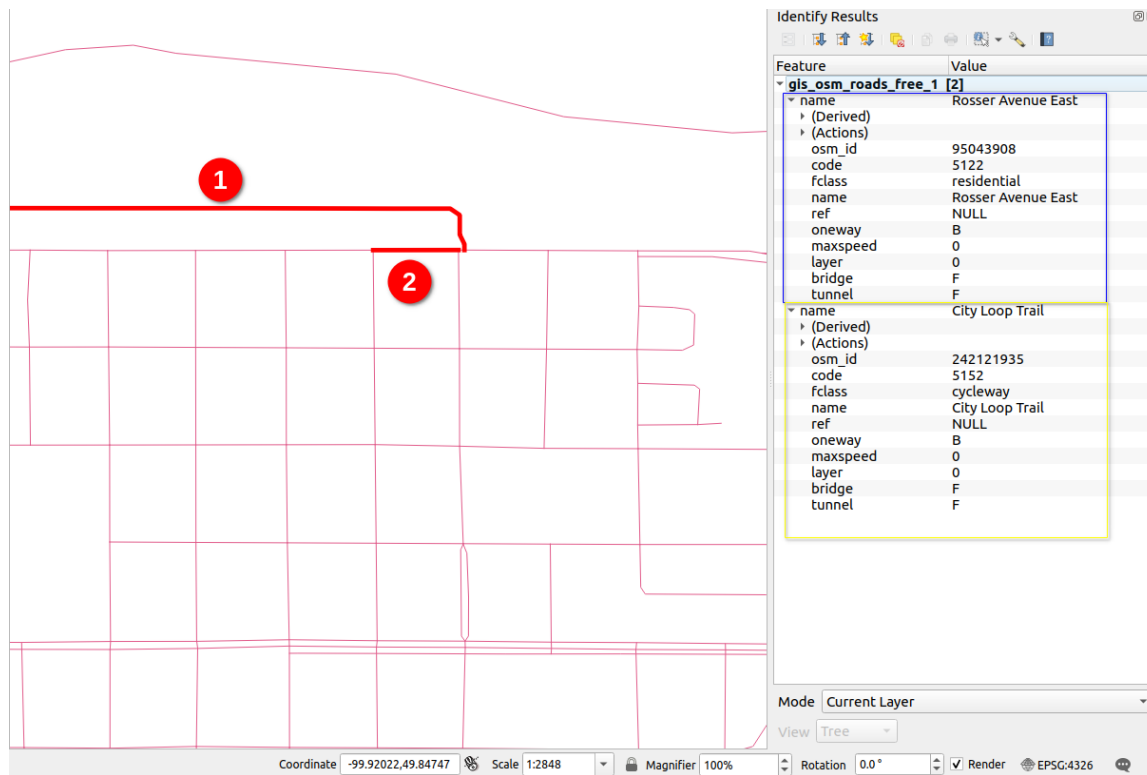 Identify Results
Feature Value
gis_osm_roads_free_1 [2]
name Rosser Avenue East
(Derived)
(Actions)
osm_id 95043908
code 5122
fclass residential
name Rosser Avenue East
ref NULL
oneway B
maxspeed 0
layer 0
bridge F
tunnel F
name City Loop Trail
(Derived)
(Actions)
osm_id 242121935
code 5152
fclass cycleway
name City Loop Trail
ref NULL
oneway B
maxspeed 0
layer 0
bridge F
tunnel F
1
2
Mode Current Layer
View Tree
Coordinate -99.92022,49.84747 Scale 1:2848 Magnifier 100% Rotation 0.0° Render EPSG:4326